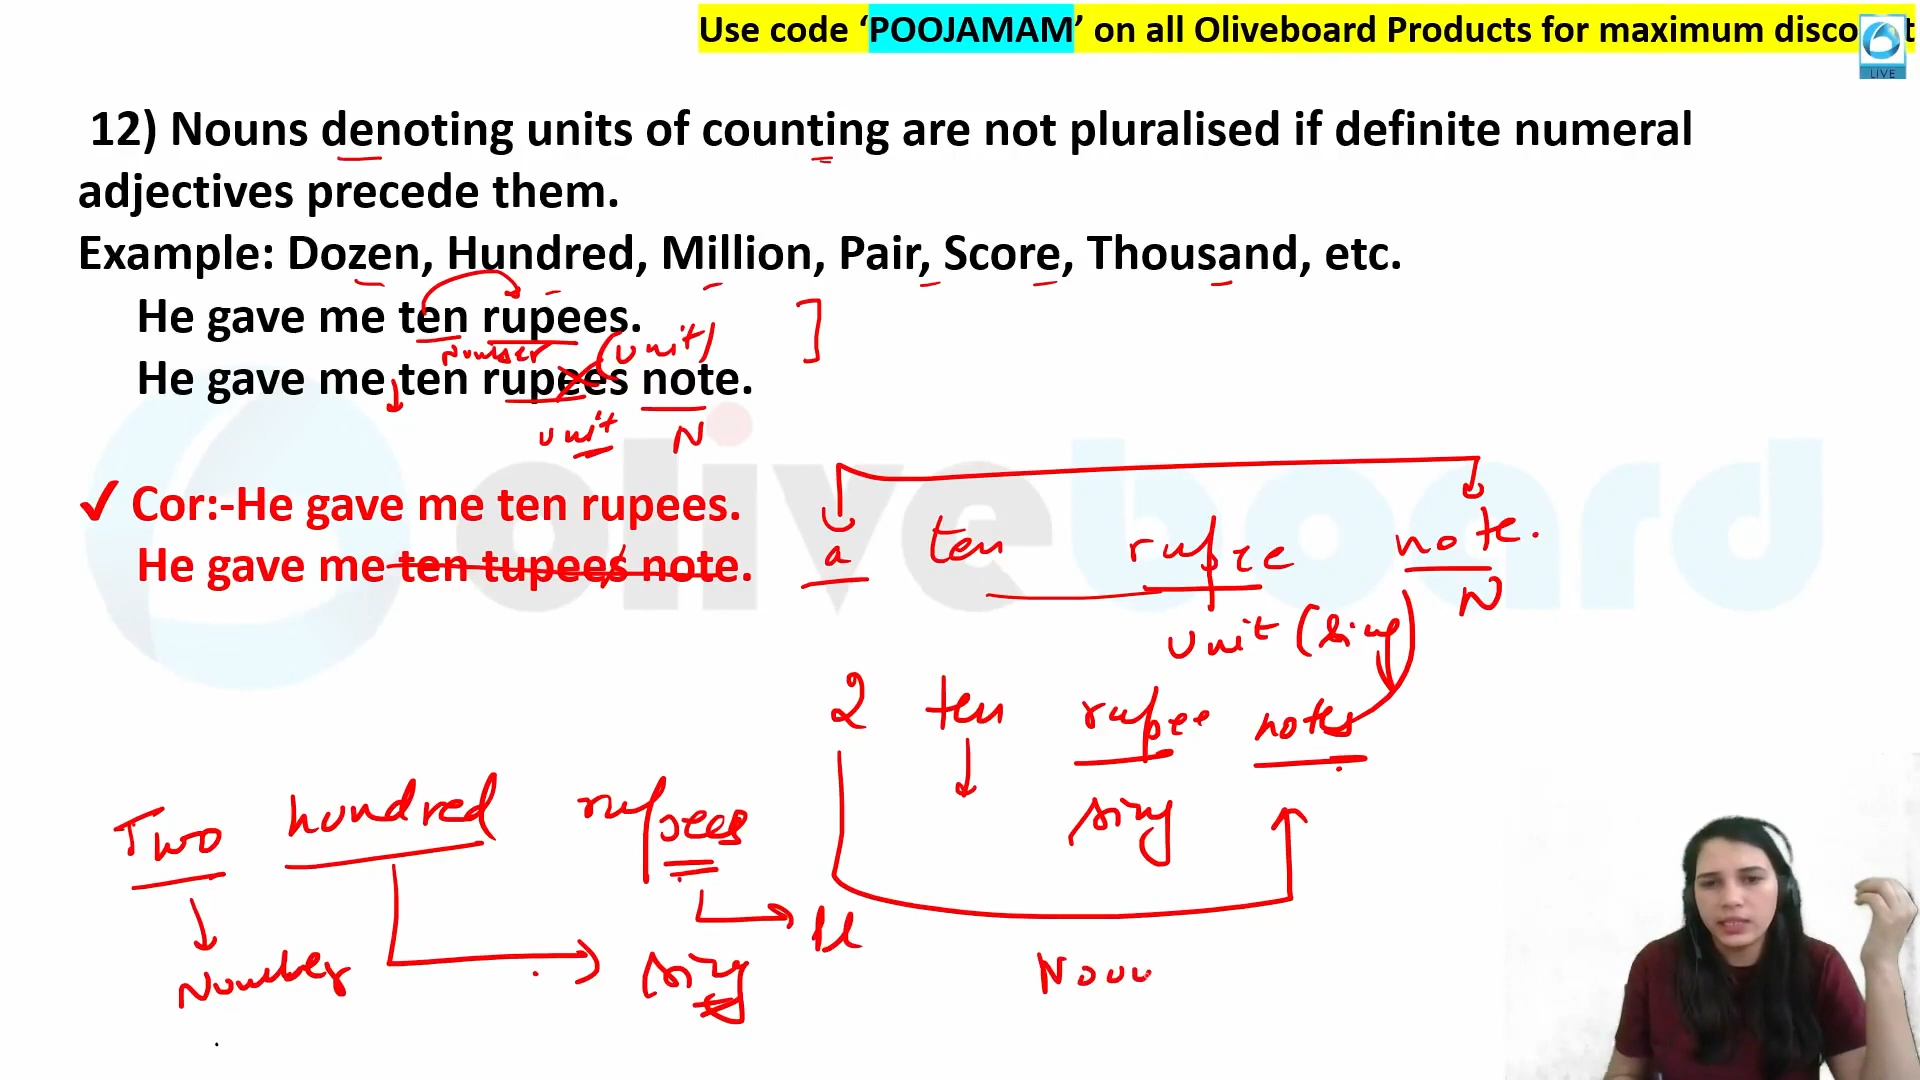 Use code ‘POOJAMAM’ on all Oliveboard Products for maximum disco t
LIVE
12) Nouns denoting units of counting are not pluralised if definite numeral
adjectives precede them.
Example: Dozen, Hundred, Million, Pair, Score, Thousand, etc.
He gave me ten rupees.
Number (unit)
He gave me ten rupees note.
unit N
✓ Cor:-He gave me ten rupees.
He gave me ten tupees note.
oliveboard
a ten rupee note.
N
unit (sing)
2 ten rupee notes
sing
Two hundred rupees
Pl
Number sing
Noun